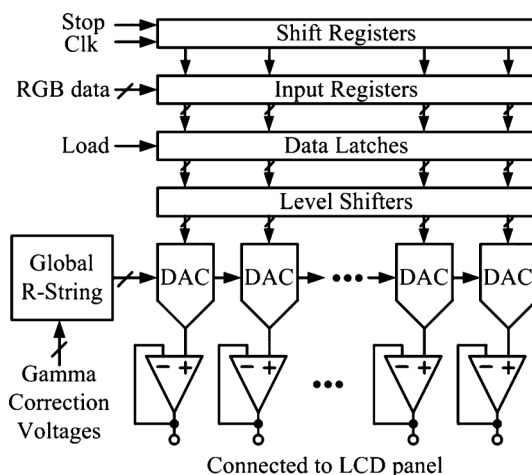 Stop
Clk
Shift Registers
RGB data
Input Registers
Load
Data Latches
Level Shifters
Global
R-String
DAC
DAC
•••
DAC
DAC
− +
− +
•••
− +
− +
Gamma
Correction
Voltages
Connected to LCD panel